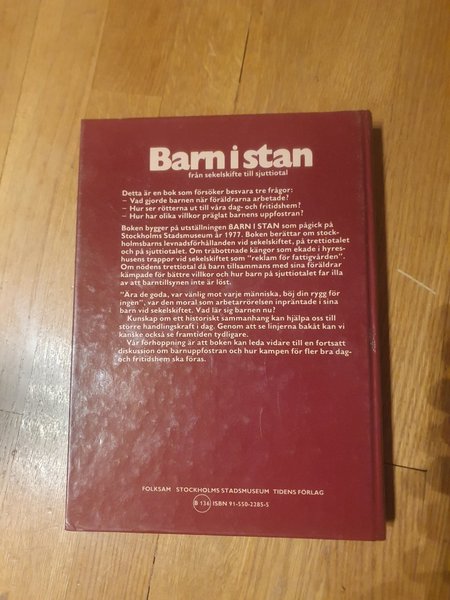 Barn i stan
från sekelskifte till sjuttiotal
Detta är en bok som försöker besvara tre frågor:
– Vad gjorde barnen när föräldrarna arbetade?
– Hur ser rötterna ut till våra dag- och fritidshem?
– Hur har olika villkor präglat barnens uppfostran?
Boken bygger på utställningen BARN I STAN som pågick på
Stockholms Stadsmuseum år 1977. Boken berättar om stock-
holmsbarns levnadsförhållanden vid sekelskiftet, på trettiotalet
och på sjuttiotalet. Om träbottnade kängor som ekade i hyres-
husens trappor vid sekelskiftet som "reklam för fattigvården".
Om nödens trettiotal då barn tillsammans med sina föräldrar
kämpade för bättre villkor och hur barn på sjuttiotalet far illa
av att barntillsynen inte är löst.
"Ära de goda, var vänlig mot varje människa, böj din rygg för
ingen", var den moral som arbetarrörelsen inpräntade i sina
barn vid sekelskiftet. Vad lär sig barnen nu?
Kunskap om ett historiskt sammanhang kan hjälpa oss till
större handlingskraft i dag. Genom att se linjerna bakåt kan vi
kanske också se framtiden tydligare.
Vår förhoppning är att boken kan leda vidare till en fortsatt
diskussion om barnuppfostran och hur kampen för fler bra dag-
och fritidshem ska föras.
FOLKSAM STOCKHOLMS STADSMUSEUM TIDENS FÖRLAG
B 136 ISBN 91-550-2285-5